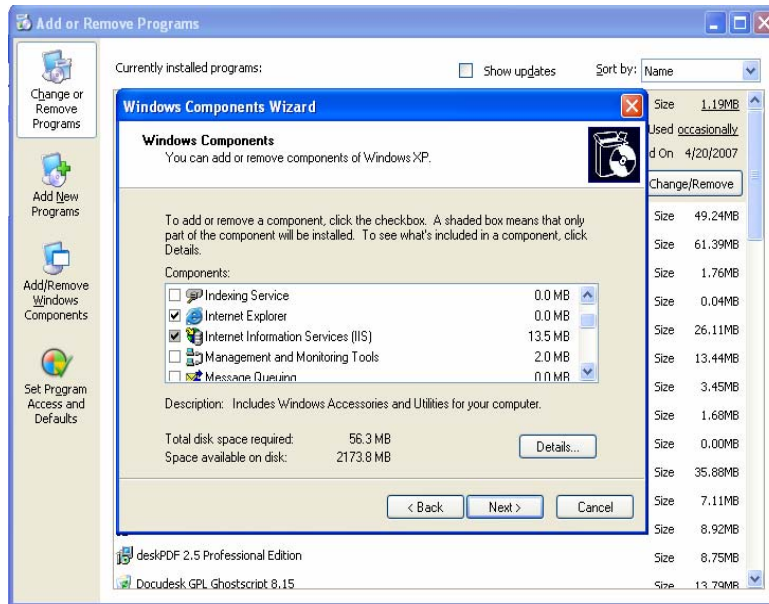 Add or Remove Programs
Change or
Remove
Programs
Add New
Programs
Add/Remove
Windows
Components
Set Program
Access and
Defaults
Currently installed programs:
Show updates
Sort by: Name
Windows Components Wizard
Windows Components
You can add or remove components of Windows XP.
To add or remove a component, click the checkbox. A shaded box means that only
part of the component will be installed. To see what's included in a component, click
Details.
Components:
Indexing Service 0.0 MB
Internet Explorer 0.0 MB
Internet Information Services (IIS) 13.5 MB
Management and Monitoring Tools 2.0 MB
Message Queuing 0.0 MB
Description: Includes Windows Accessories and Utilities for your computer.
Total disk space required: 56.3 MB
Space available on disk: 2173.8 MB
Details...
< Back
Next >
Cancel
Size 1.19MB
Used occasionally
d On 4/20/2007
Change/Remove
Size 49.24MB
Size 61.39MB
Size 1.76MB
Size 0.04MB
Size 26.11MB
Size 13.44MB
Size 3.45MB
Size 1.68MB
Size 0.00MB
Size 35.88MB
Size 7.11MB
Size 8.92MB
deskPDF 2.5 Professional Edition Size 8.75MB
Docudesk GPL Ghostscript 8.15 Size 13.79MB